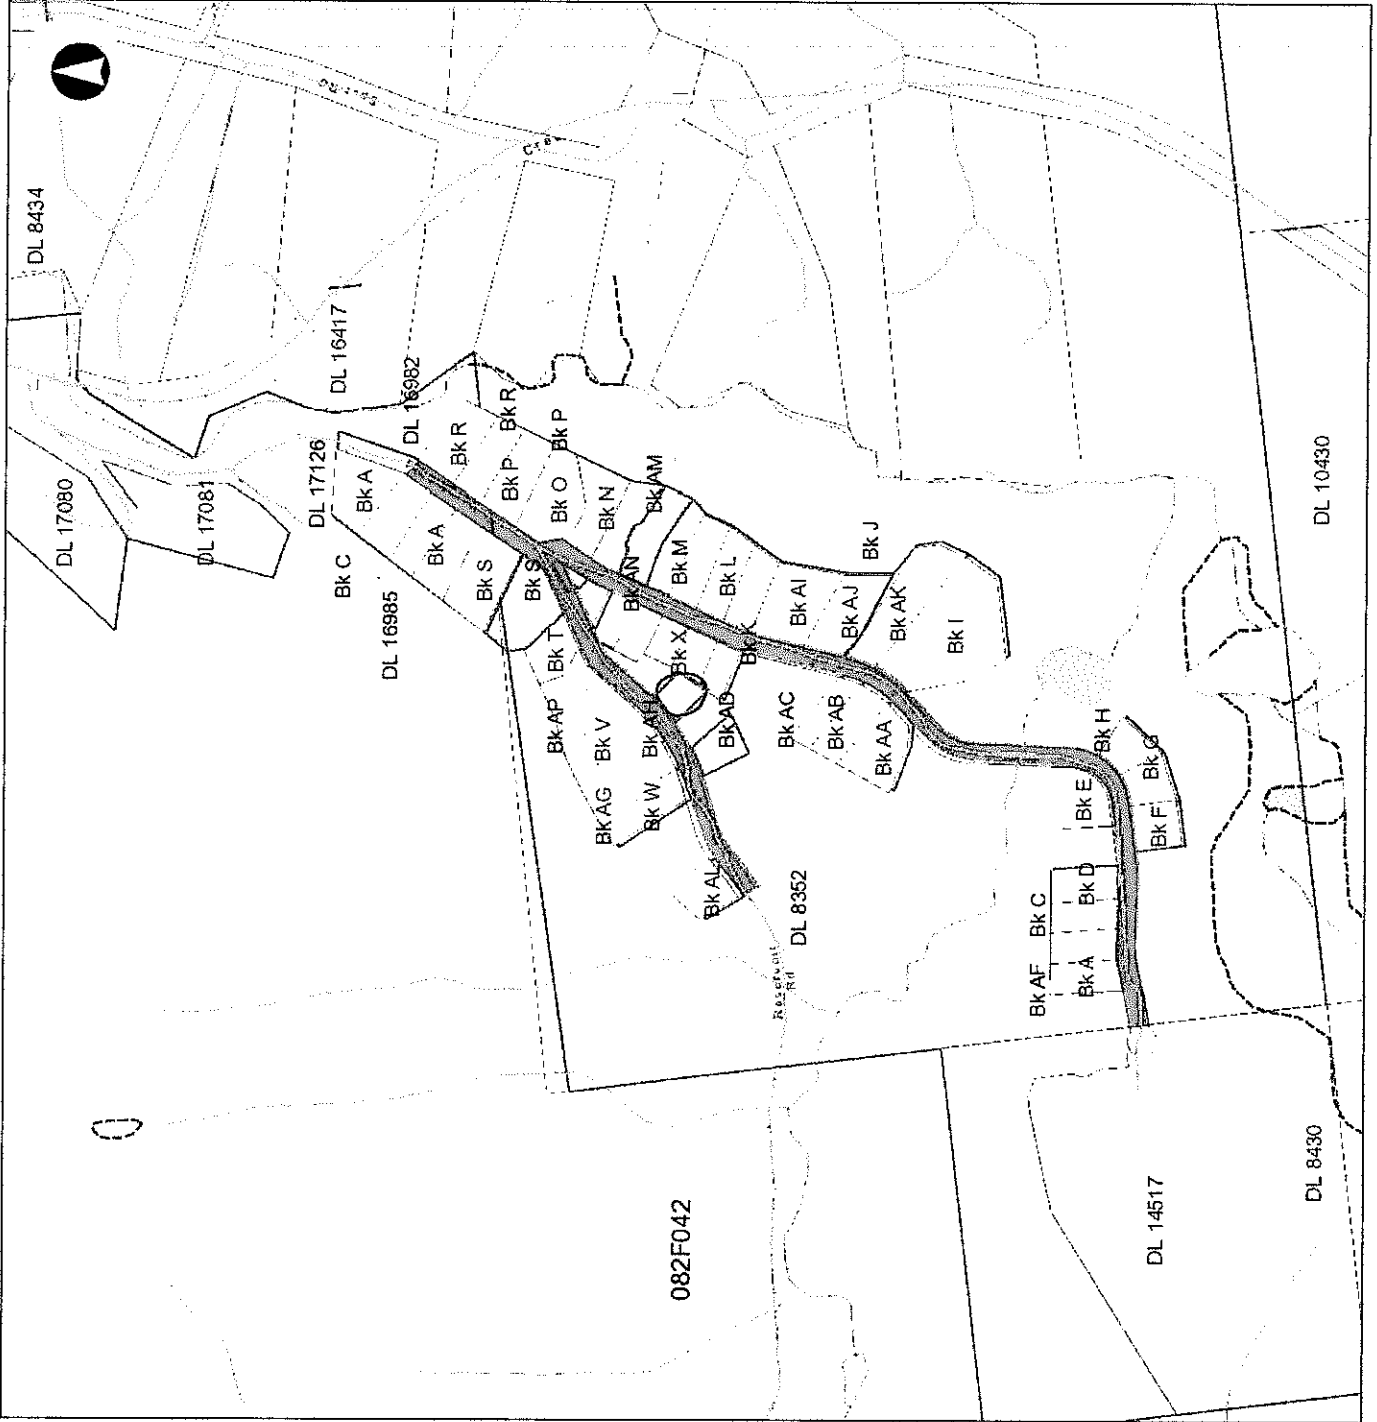 DL 8434
DL 16417
DL 17080
DL 17081
DL 17126
DL 16982
Bk A
Bk R
Bk R
Bk P
Bk P
Bk O
Bk N
Bk AM
Bk C
Bk A
Bk S
Bk S
DL 16985
Bk AN
Bk M
Bk L
Bk J
Bk AI
Bk AJ
Bk AK
Bk I
Bk T
Bk X
Bk K
Bk AP
Bk V
Bk AH
Bk AD
Bk AC
Bk AB
Bk AA
Bk AG
Bk W
Bk AL
DL 8352
Reservoir
Rd
Bk H
Bk G
Bk E
Bk F
Bk D
Bk C
Bk A
Bk AF
DL 10430
082F042
DL 14517
DL 8430